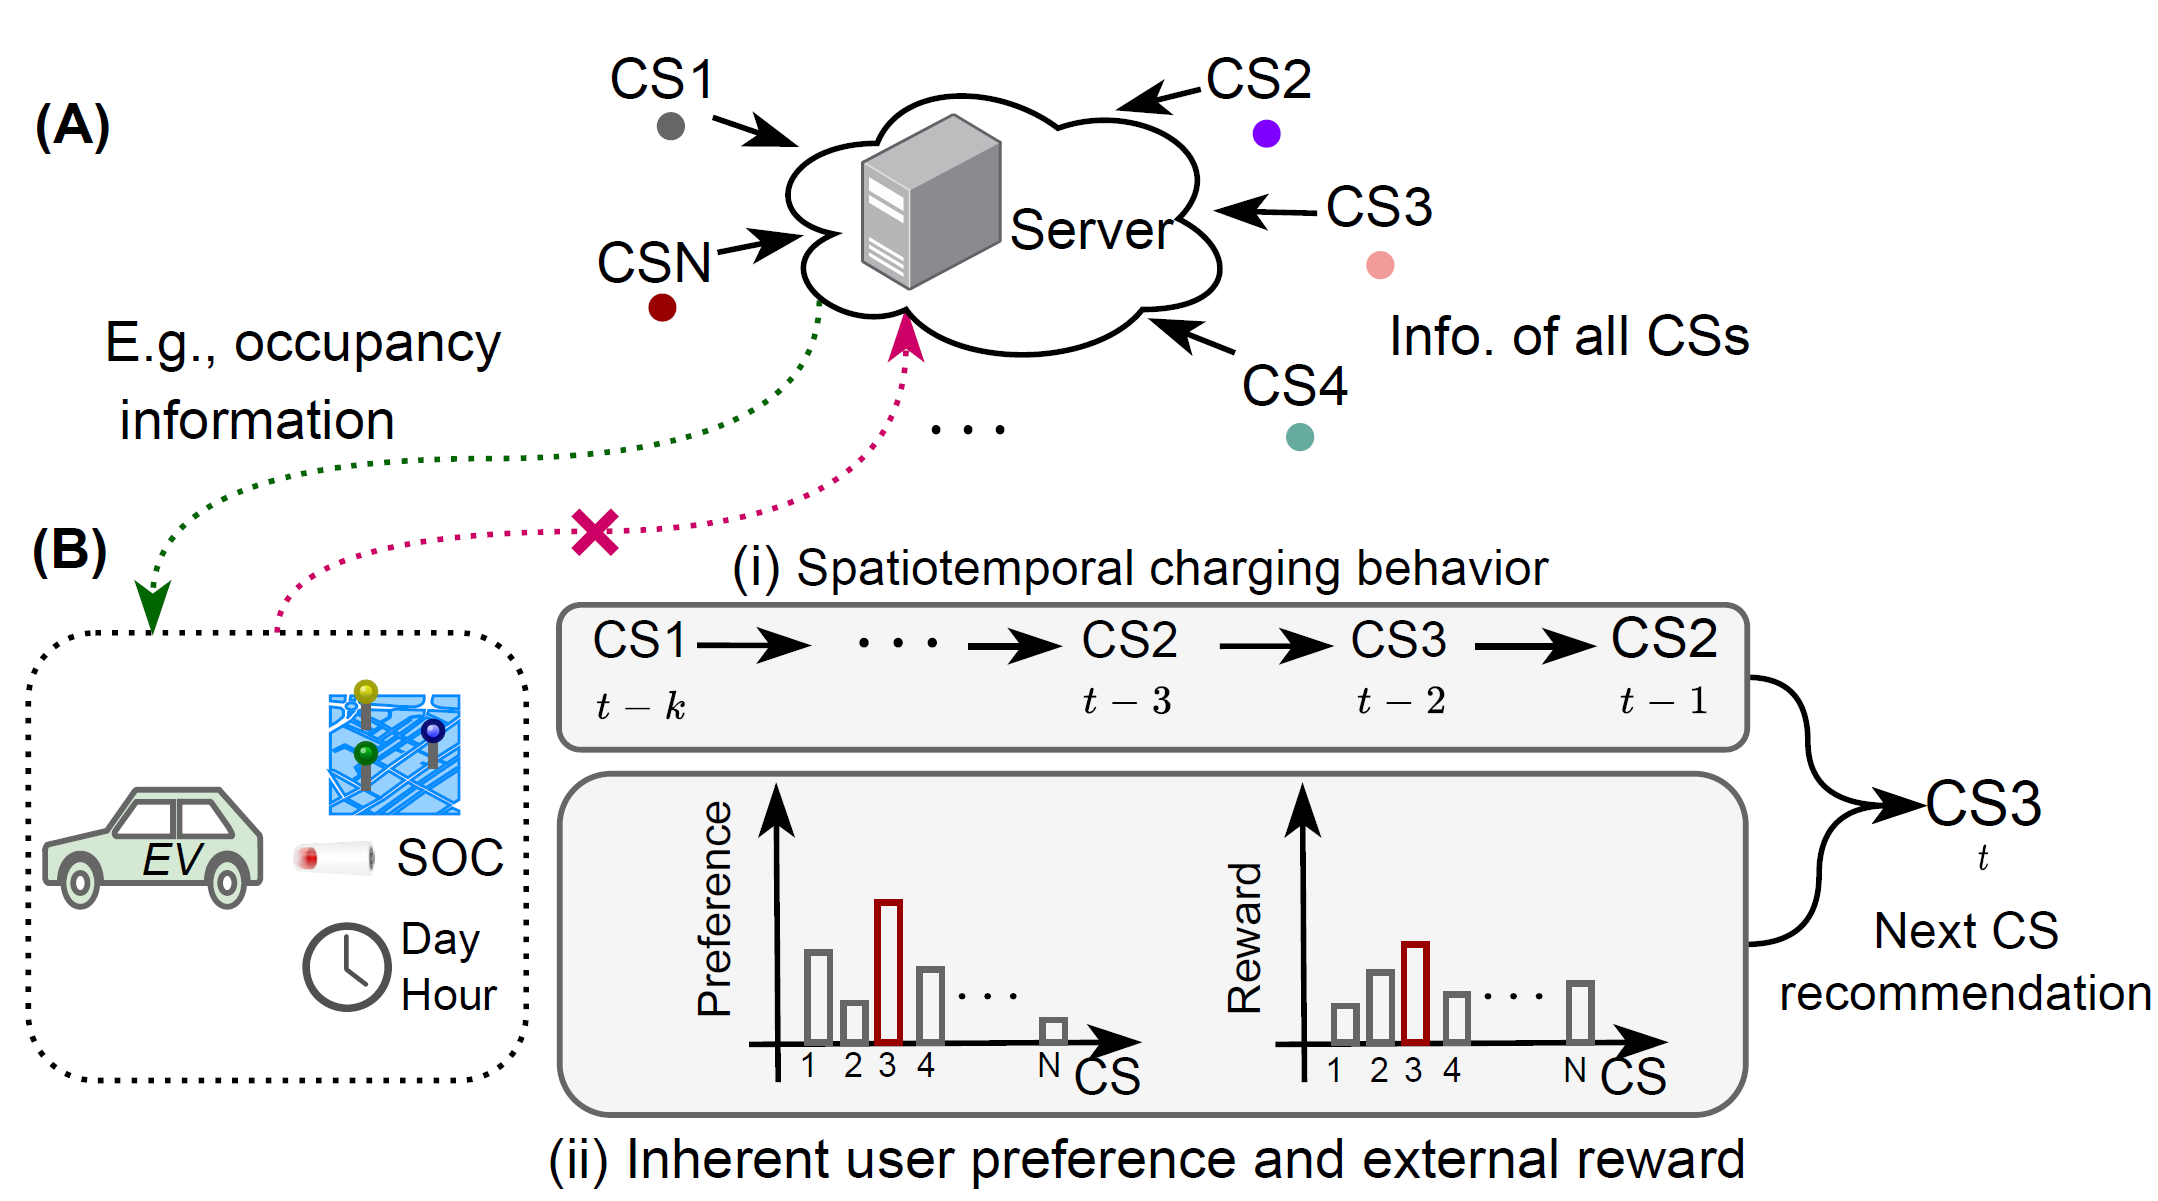 (A)
CS1
CS2
CS3
CSN
Server
E.g., occupancy
information
Info. of all CSs
CS4
. . .
(B)
(i) Spatiotemporal charging behavior
CS1 . . . CS2 CS3 CS2
t − k t − 3 t − 2 t − 1
EV
SOC
Day
Hour
Preference
1 2 3 4 . . . N CS
Reward
1 2 3 4 . . . N CS
CS3
t
Next CS
recommendation
(ii) Inherent user preference and external reward